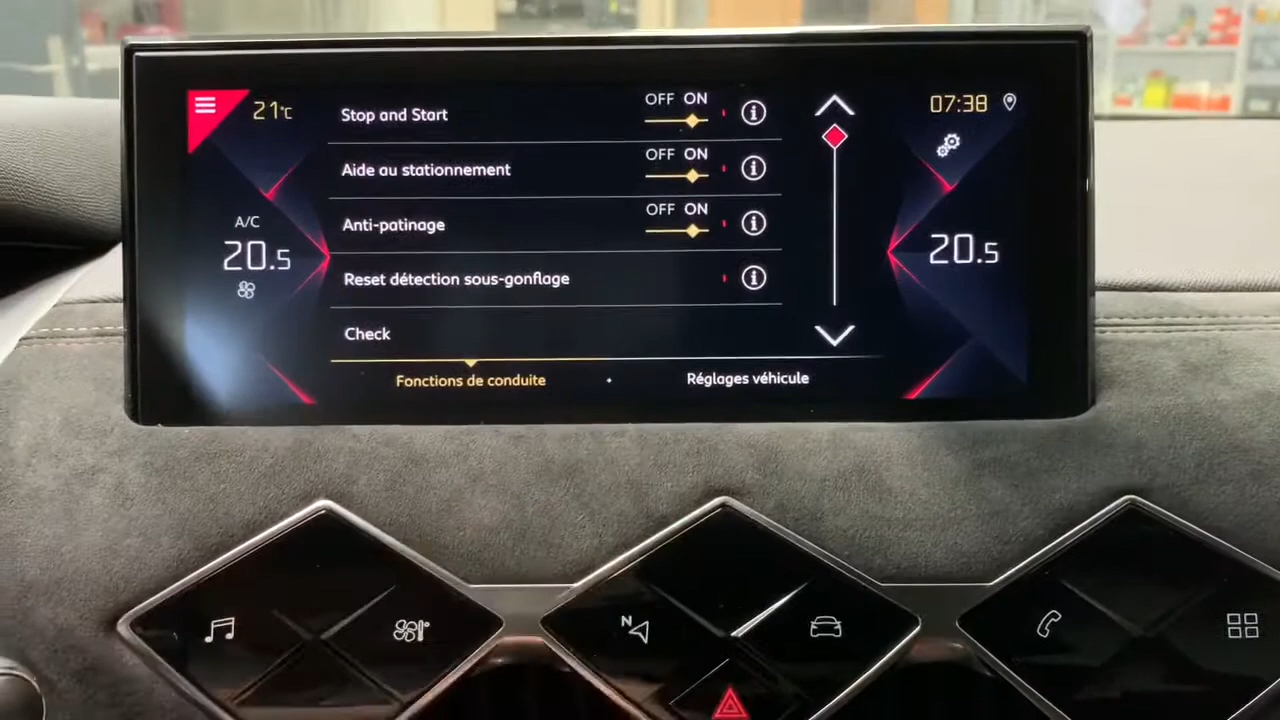 21°C
Stop and Start
OFF ON
07:38
Aide au stationnement
OFF ON
Anti-patinage
OFF ON
A/C
20.5
20.5
Reset détection sous-gonflage
Check
Fonctions de conduite
Réglages véhicule
N